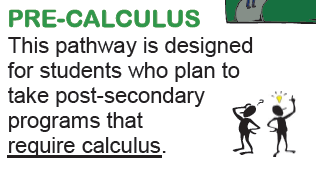 PRE-CALCULUS
This pathway is designed
for students who plan to
take post-secondary
programs that
require calculus.
?